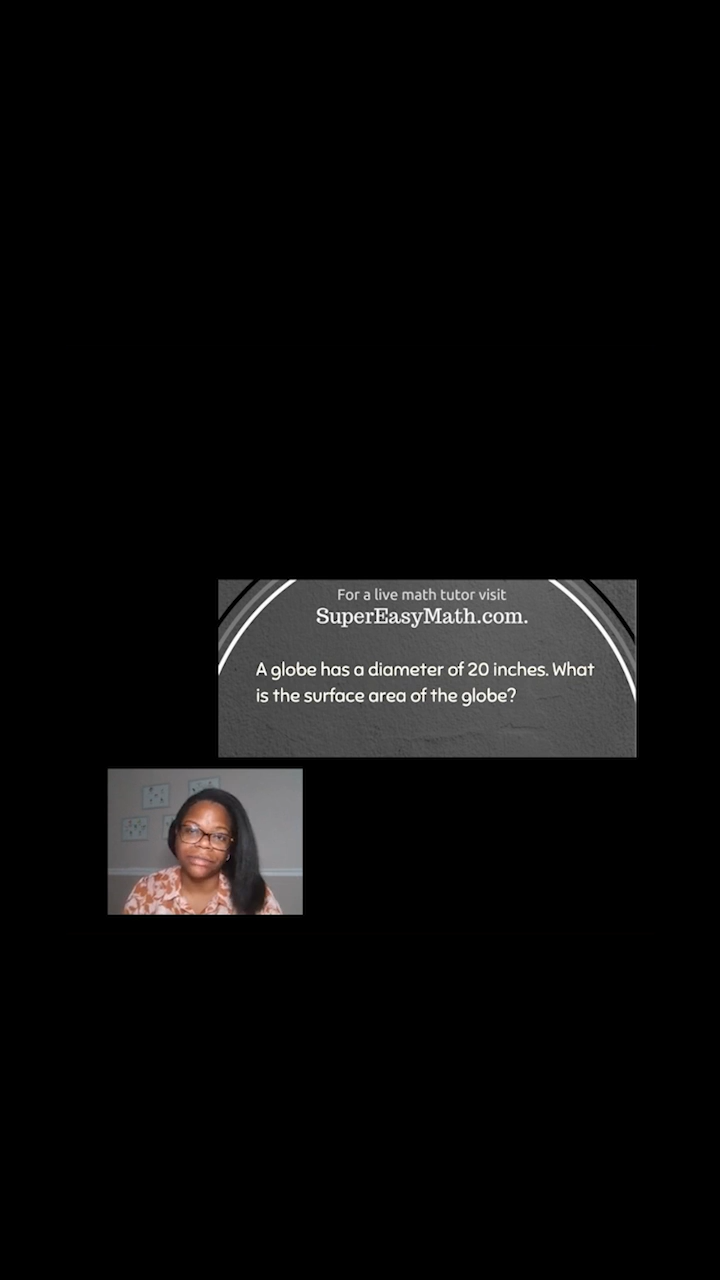 For a live math tutor visit
SuperEasyMath.com.
A globe has a diameter of 20 inches. What
is the surface area of the globe?